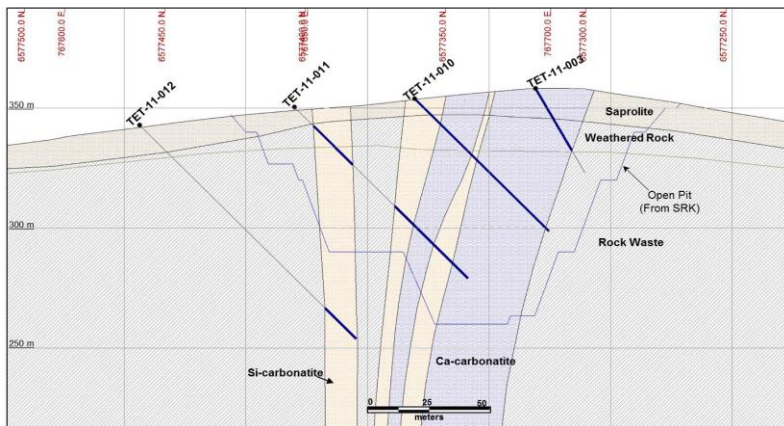 6577500.0 N
767600.0 E
6577450.0 N
6577400.0 N
767650.0 E
6577350.0 N
767700.0 E
6577300.0 N
6577250.0 N
TET-11-012
TET-11-011
TET-11-010
TET-11-003
350 m
Saprolite
Weathered Rock
Open Pit
(From SRK)
300 m
Rock Waste
250 m
Si-carbonatite
Ca-carbonatite
0 25 50
meters